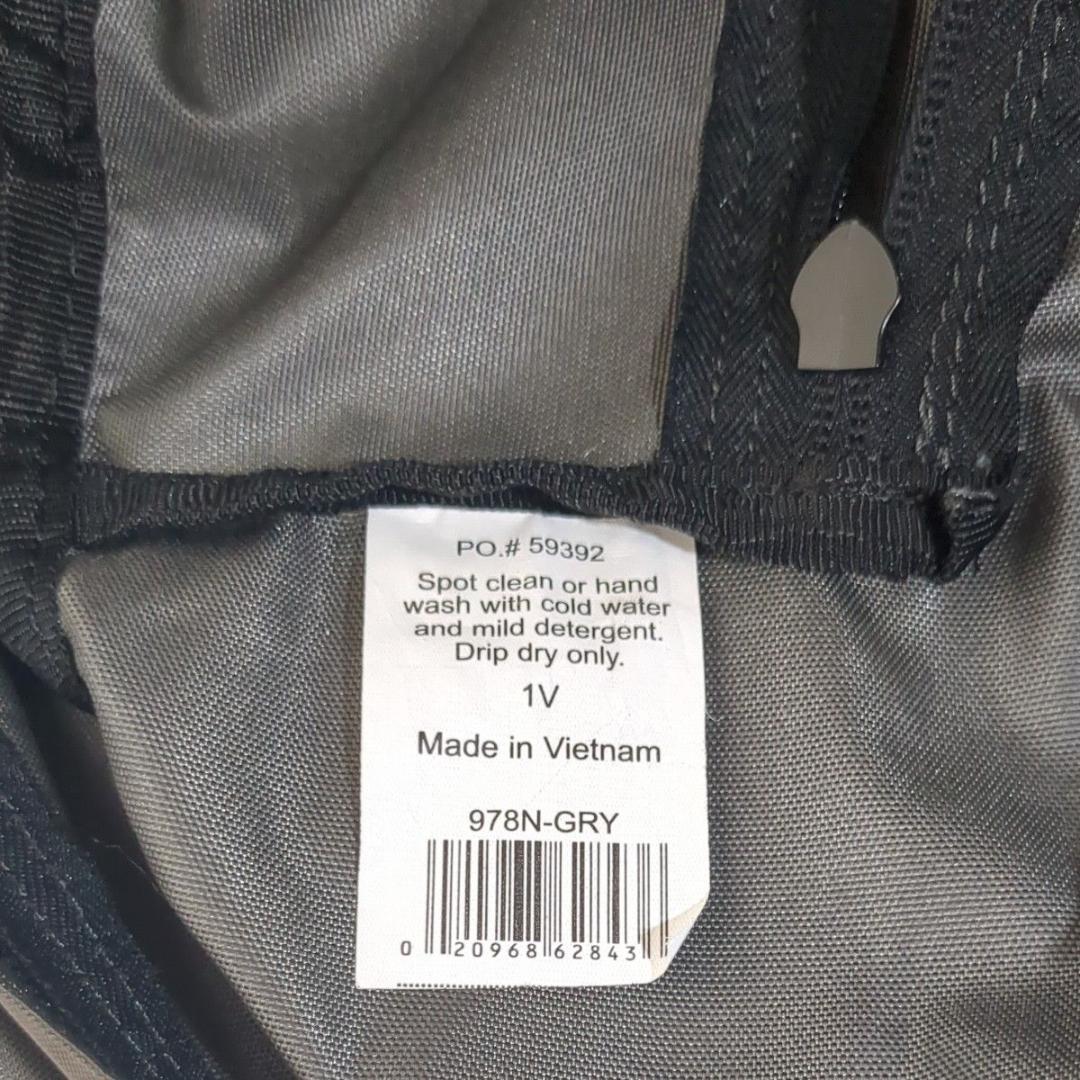 PO.# 59392
Spot clean or hand
wash with cold water
and mild detergent.
Drip dry only.
1V
Made in Vietnam
978N-GRY
0 20968 62843